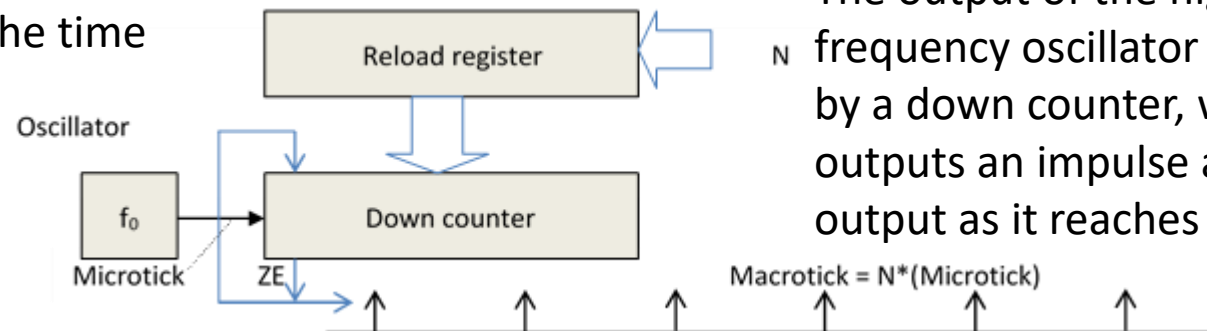 he time
Reload register
N
Oscillator
f₀
Down counter
Microtick
ZE
Macrotick = N*(Microtick)
frequency oscillator
by a down counter, 
outputs an impulse
output as it reaches